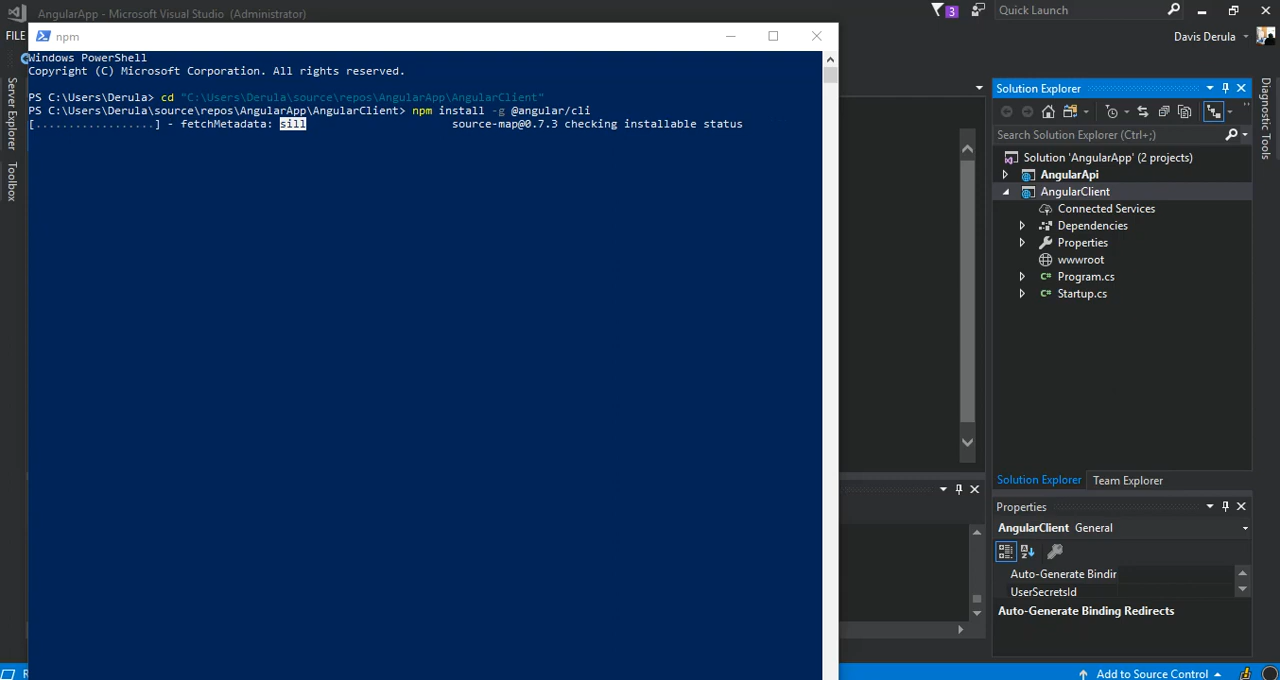 AngularApp - Microsoft Visual Studio (Administrator)
3
Quick Launch
FILE
Davis Derula
npm
Windows PowerShell
Copyright (C) Microsoft Corporation. All rights reserved.
PS C:\Users\Derula> cd "C:\Users\Derula\source\repos\AngularApp\AngularClient"
PS C:\Users\Derula\source\repos\AngularApp\AngularClient> npm install -g @angular/cli
[..................] - fetchMetadata: sill source-map@0.7.3 checking installable status
Server Explorer
Toolbox
Solution Explorer
Search Solution Explorer (Ctrl+;)
Solution 'AngularApp' (2 projects)
AngularApi
AngularClient
Connected Services
Dependencies
Properties
wwwroot
C# Program.cs
C# Startup.cs
Solution Explorer Team Explorer
Properties
AngularClient General
Auto-Generate Bindir
UserSecretsId
Auto-Generate Binding Redirects
Diagnostic Tools
R
Add to Source Control